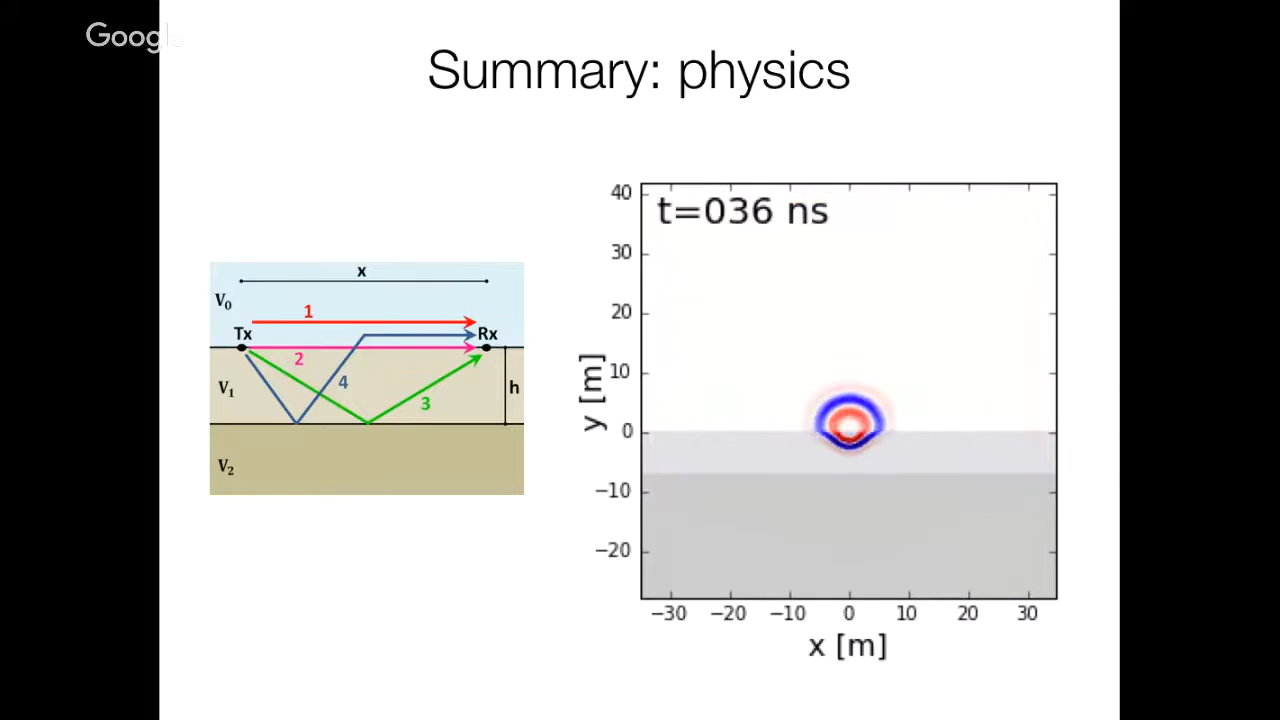 Google
Summary: physics
x
V0
1
Tx
Rx
2
V1
4
h
3
V2
t=036 ns
40
30
20
10
0
−10
−20
y [m]
−30 −20 −10 0 10 20 30
x [m]